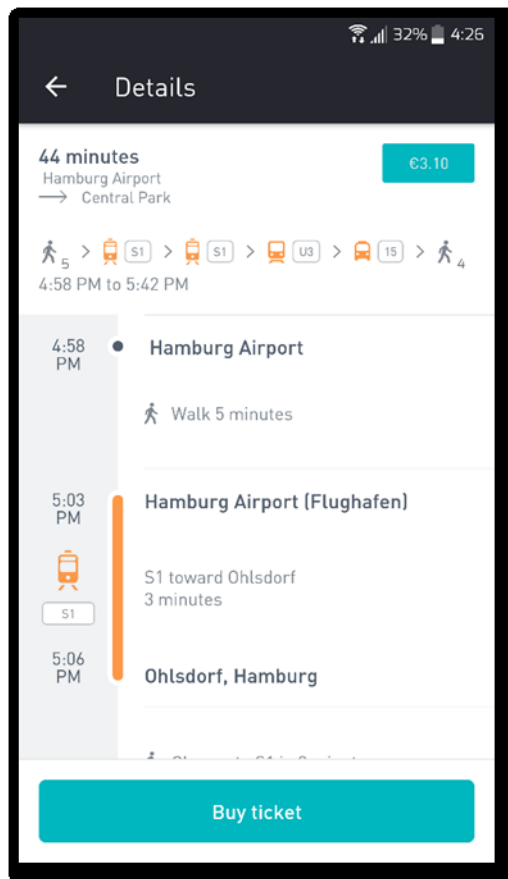 32% 4:26
Details
44 minutes
€3.10
Hamburg Airport
Central Park
5 > S1 > S1 > U3 > 15 > 4
4:58 PM to 5:42 PM
4:58 PM
Hamburg Airport
Walk 5 minutes
5:03 PM
Hamburg Airport (Flughafen)
S1 toward Ohlsdorf
3 minutes
S1
5:06 PM
Ohlsdorf, Hamburg
Buy ticket